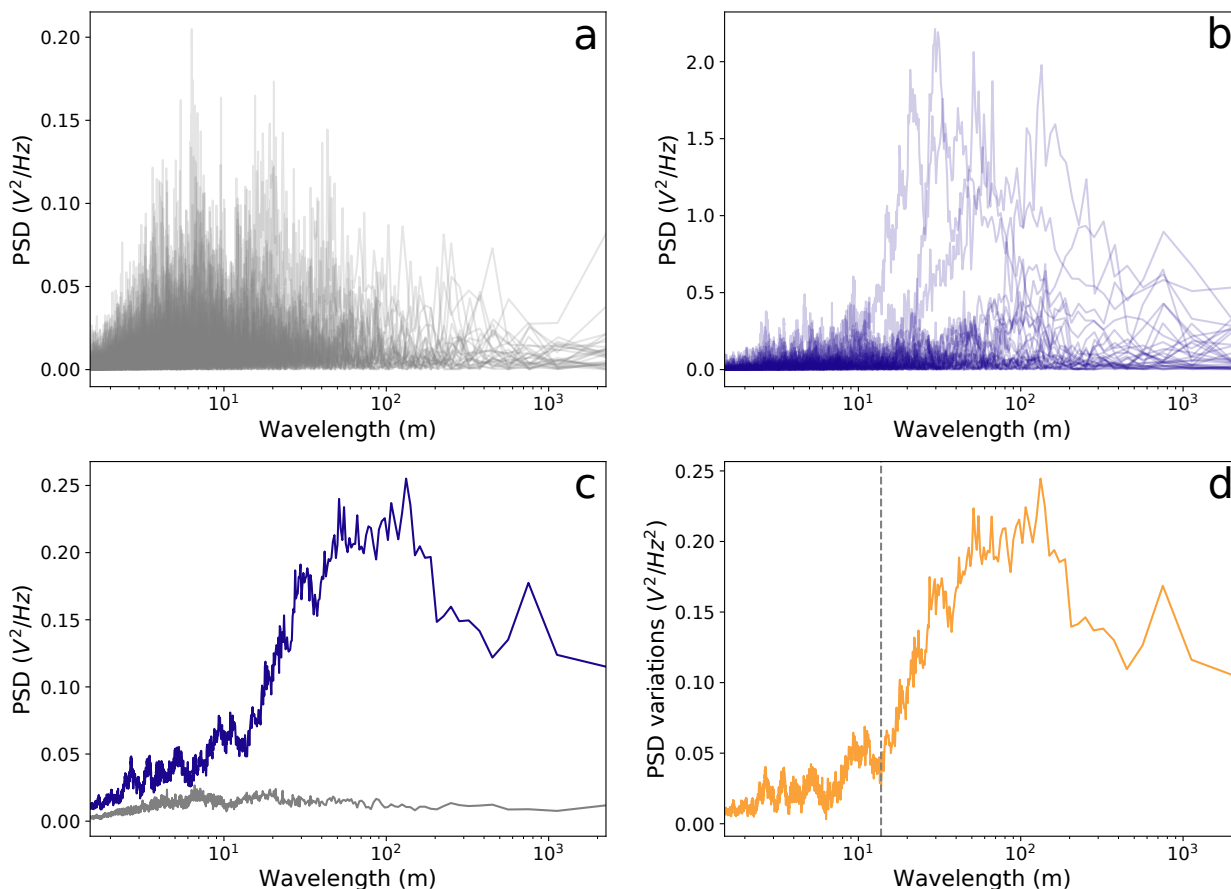 a
0.20
0.15
0.10
0.05
0.00
PSD (V²/Hz)
10¹ 10² 10³
Wavelength (m)
b
2.0
1.5
1.0
0.5
0.0
PSD (V²/Hz)
10¹ 10² 10³
Wavelength (m)
c
0.25
0.20
0.15
0.10
0.05
0.00
PSD (V²/Hz)
10¹ 10² 10³
Wavelength (m)
d
0.25
0.20
0.15
0.10
0.05
0.00
PSD variations (V²/Hz²)
10¹ 10² 10³
Wavelength (m)